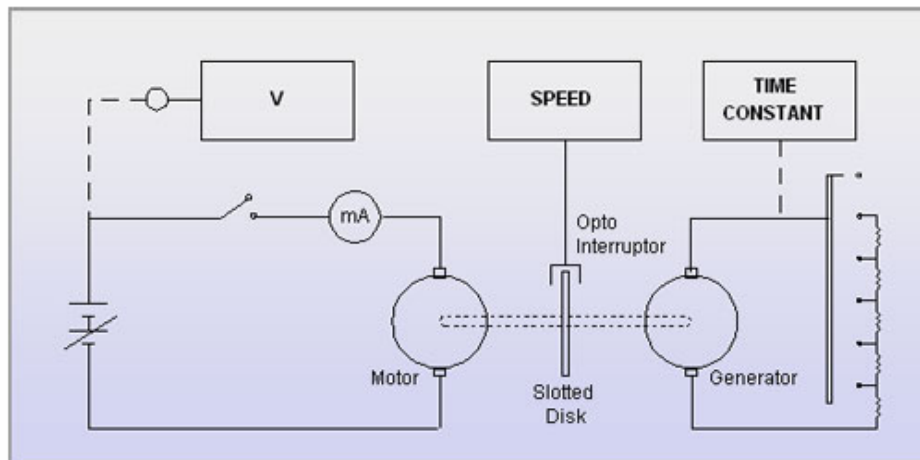 V
SPEED
TIME
CONSTANT
mA
Opto
Interruptor
Motor
Slotted
Disk
Generator